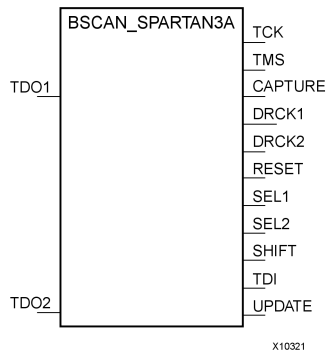 BSCAN_SPARTAN3A
TCK
TMS
TDO1
CAPTURE
DRCK1
DRCK2
RESET
SEL1
SEL2
SHIFT
TDI
TDO2
UPDATE
X10321